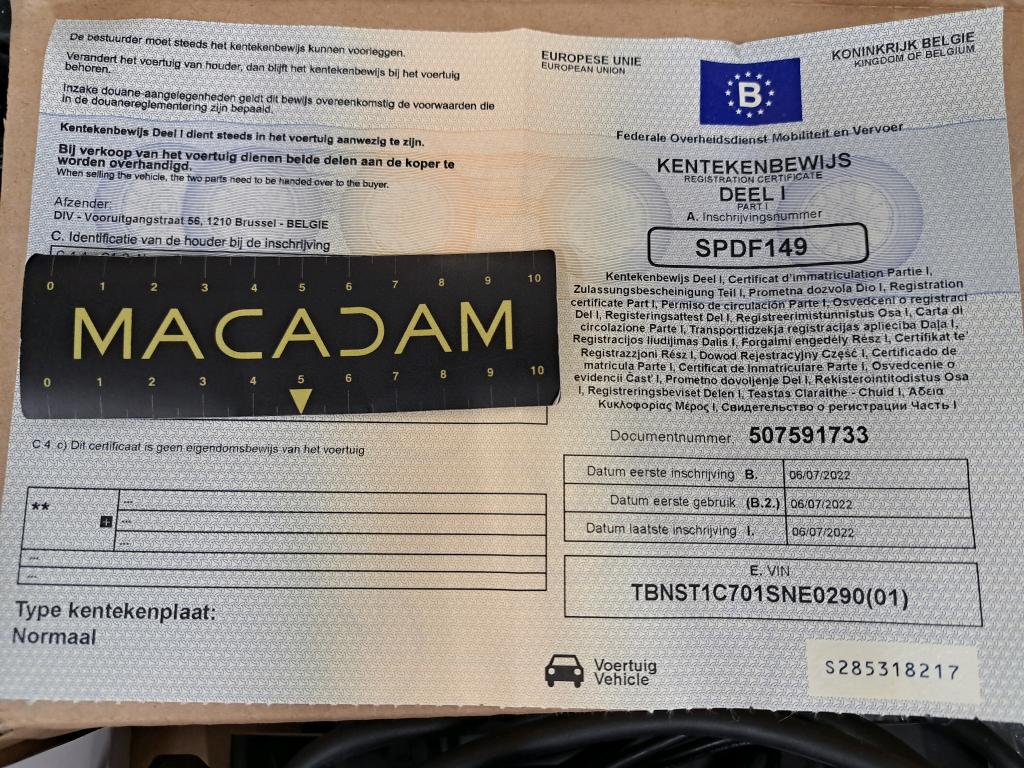 De bestuurder moet steeds het kentekenbewijs kunnen voorleggen.
Verandert het voertuig van houder, dan blijft het kentekenbewijs bij het voertuig
behoren.
Inzake douane-aangelegenheden geldt dit bewijs overeenkomstig de voorwaarden die
in de douanereglementering zijn bepaald.
Kentekenbewijs Deel I dient steeds in het voertuig aanwezig te zijn.
Bij verkoop van het voertuig dienen beide delen aan de koper te
worden overhandigd.
When selling the vehicle, the two parts need to be handed over to the buyer.
Afzender:
DIV - Vooruitgangstraat 56, 1210 Brussel - BELGIE
C. Identificatie van de houder bij de inschrijving
0 1 2 3 4 5 6 7 8 9 10
MACADAM
0 1 2 3 4 5 6 7 8 9 10
C.4. c) Dit certificaat is geen eigendomsbewijs van het voertuig
**
---
---
---
---
---
Type kentekenplaat:
Normaal
EUROPESE UNIE
EUROPEAN UNION
B
KONINKRIJK BELGIE
KINGDOM OF BELGIUM
Federale Overheidsdienst Mobiliteit en Vervoer
KENTEKENBEWIJS
REGISTRATION CERTIFICATE
DEEL I
PART I
A. Inschrijvingsnummer
SPDF149
Kentekenbewijs Deel I, Certificat d'immatriculation Partie I,
Zulassungsbescheinigung Teil I, Prometna dozvola Dio I, Registration
certificate Part I, Permiso de circulación Parte I, Osvedceni o registraci
Del I, Registeringsattest Del I, Registreerimistunnistus Osa I, Carta di
circolazione Parte I, Transportlidzekja registracijas aplieciba Daļa I,
Registracijos liudijimas Dalis I, Forgalmi engedély Rész I, Certifikat te'
Registrazzjoni Rész I, Dowod Rejestracyjny Część I, Certificado de
matricula Parte I, Certificat de Inmatriculare Partie I, Osvedcenie o
evidencii Cast' I, Prometno dovoljenje Del I, Rekisterointitodistus Osa
I, Registreringsbeviset Delen I, Teastas Claraithe - Chuid I, Άδεια
Κυκλοφορίας Μέρος I, Свидетельство о регистрации Часть I
Documentnummer. 507591733
Datum eerste inschrijving B. 06/07/2022
Datum eerste gebruik (B.2.) 06/07/2022
Datum laatste inschrijving I. 06/07/2022
E. VIN
TBNST1C701SNE0290(01)
Voertuig
Vehicle
S285318217